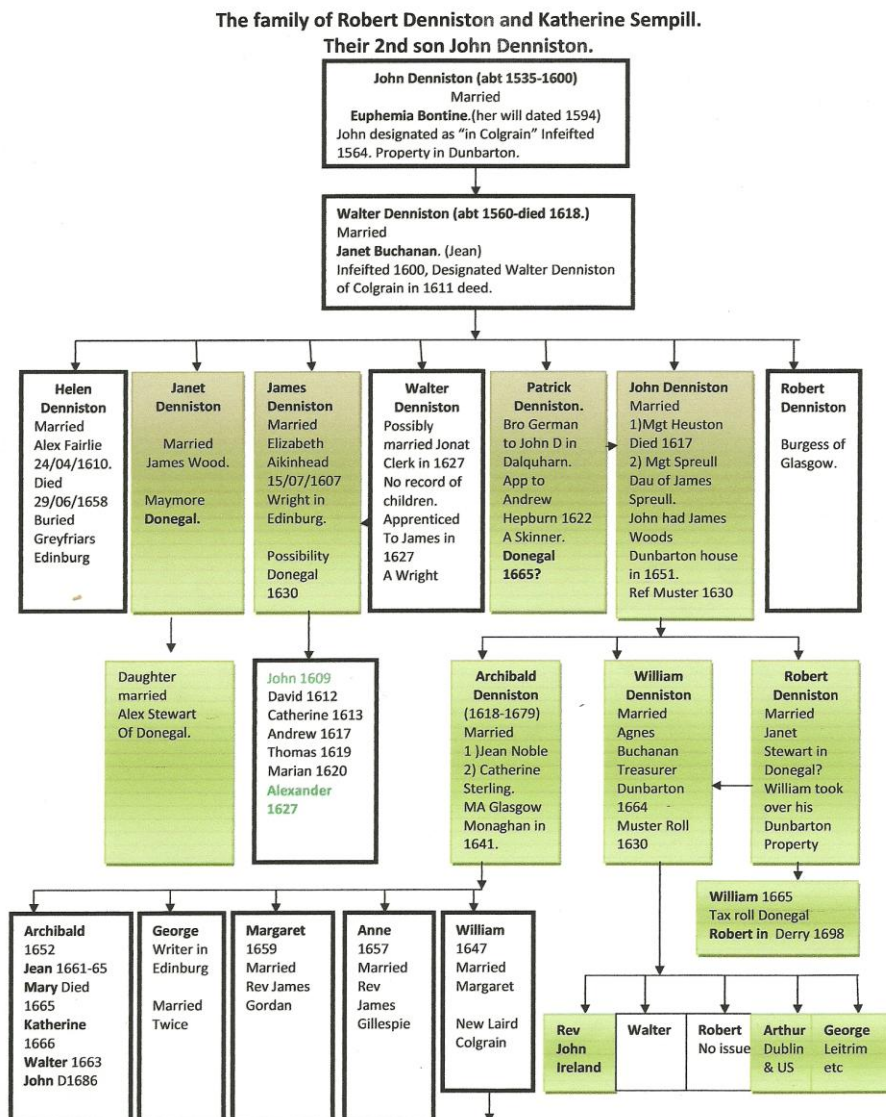 The family of Robert Denniston and Katherine Sempill.
Their 2nd son John Denniston.
John Denniston (abt 1535-1600)
Married
Euphemia Bontine.(her will dated 1594)
John designated as "in Colgrain" Infeifted
1564. Property in Dunbarton.
Walter Denniston (abt 1560-died 1618.)
Married
Janet Buchanan. (Jean)
Infeifted 1600, Designated Walter Denniston
of Colgrain in 1611 deed.
Helen
Denniston
Married
Alex Fairlie
24/04/1610.
Died
29/06/1658
Buried
Greyfriars
Edinburg
Janet
Denniston
Married
James Wood.
Maymore
Donegal.
James
Denniston
Married
Elizabeth
Aikinhead
15/07/1607
Wright in
Edinburg.
Possibility
Donegal
1630
Walter
Denniston
Possibly
married Jonat
Clerk in 1627
No record of
children.
Apprenticed
To James in
1627
A Wright
Patrick
Denniston.
Bro German
to John D in
Dalquharn.
App to
Andrew
Hepburn 1622
A Skinner.
Donegal
1665?
John Denniston
Married
1)Mgt Heuston
Died 1617
2) Mgt Spreull
Dau of James
Spreull.
John had James
Woods
Dunbarton house
in 1651.
Ref Muster 1630
Robert
Denniston
Burgess of
Glasgow.
Daughter
married
Alex Stewart
Of Donegal.
John 1609
David 1612
Catherine 1613
Andrew 1617
Thomas 1619
Marian 1620
Alexander
1627
Archibald
Denniston
(1618-1679)
Married
1 )Jean Noble
2) Catherine
Sterling.
MA Glasgow
Monaghan in
1641.
William
Denniston
Married
Agnes
Buchanan
Treasurer
Dunbarton
1664
Muster Roll
1630
Robert
Denniston
Married
Janet
Stewart in
Donegal?
William took
over his
Dunbarton
Property
William 1665
Tax roll Donegal
Robert in Derry 1698
Archibald
1652
Jean 1661-65
Mary Died
1665
Katherine
1666
Walter 1663
John D1686
George
Writer in
Edinburg
Married
Twice
Margaret
1659
Married
Rev James
Gordan
Anne
1657
Married
Rev
James
Gillespie
William
1647
Married
Margaret
New Laird
Colgrain
Rev
John
Ireland
Walter
Robert
No issue
Arthur
Dublin
& US
George
Leitrim
etc